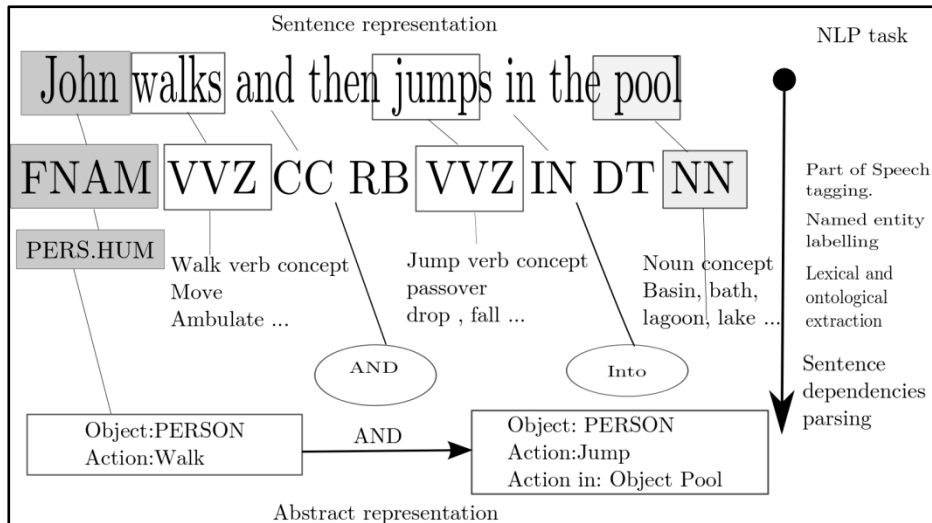 Sentence representation
NLP task
John walks and then jumps in the pool
FNAM VVZ CC RB VVZ IN DT NN
Part of Speech
tagging.
Named entity
labelling
Lexical and
ontological
extraction
Sentence
dependencies
parsing
PERS.HUM
Walk verb concept
Move
Ambulate ...
Jump verb concept
passover
drop , fall ...
Noun concept
Basin, bath,
lagoon, lake ...
AND
Into
Object:PERSON
Action:Walk
AND
Object: PERSON
Action:Jump
Action in: Object Pool
Abstract representation